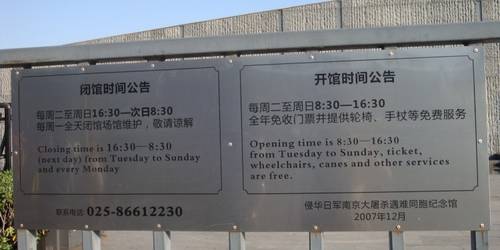 闭馆时间公告
每周二至周日16:30—次日8:30
每周一全天闭馆场馆维护，敬请谅解
Closing time is 16:30—8:30
(next day) from Tuesday to Sunday
and every Monday
联系电话 025-86612230
开馆时间公告
每周二至周日8:30—16:30
全年免收门票并提供轮椅、手杖等免费服务
Opening time is 8:30—16:30
from Tuesday to Sunday, ticket,
wheelchairs, canes and other services
are free.
侵华日军南京大屠杀遇难同胞纪念馆
2007年12月